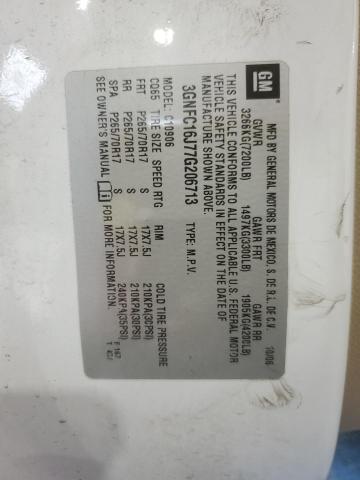 GM
MFD BY GENERAL MOTORS DE MEXICO, S. DE R.L. DE C.V.
10/06
GVWR GAWR FRT GAWR RR
3266KG(7200LB) 1497KG(3300LB) 1905KG(4200LB)
THIS VEHICLE CONFORMS TO ALL APPLICABLE U.S. FEDERAL MOTOR
VEHICLE SAFETY STANDARDS IN EFFECT ON THE DATE OF
MANUFACTURE SHOWN ABOVE.
3GNFC16J77G206713 TYPE: M.P.V.
MODEL: C10906
CQ65 TIRE SIZE SPEED RTG RIM COLD TIRE PRESSURE
FRT P265/70R17 S 17X7.5J 210KPA(30PSI)
RR P265/70R17 S 17X7.5J 210KPA(30PSI)
SPA P265/70R17 S 17X7.5J 240KPA(35PSI)
SEE OWNER'S MANUAL i FOR MORE INFORMATION.